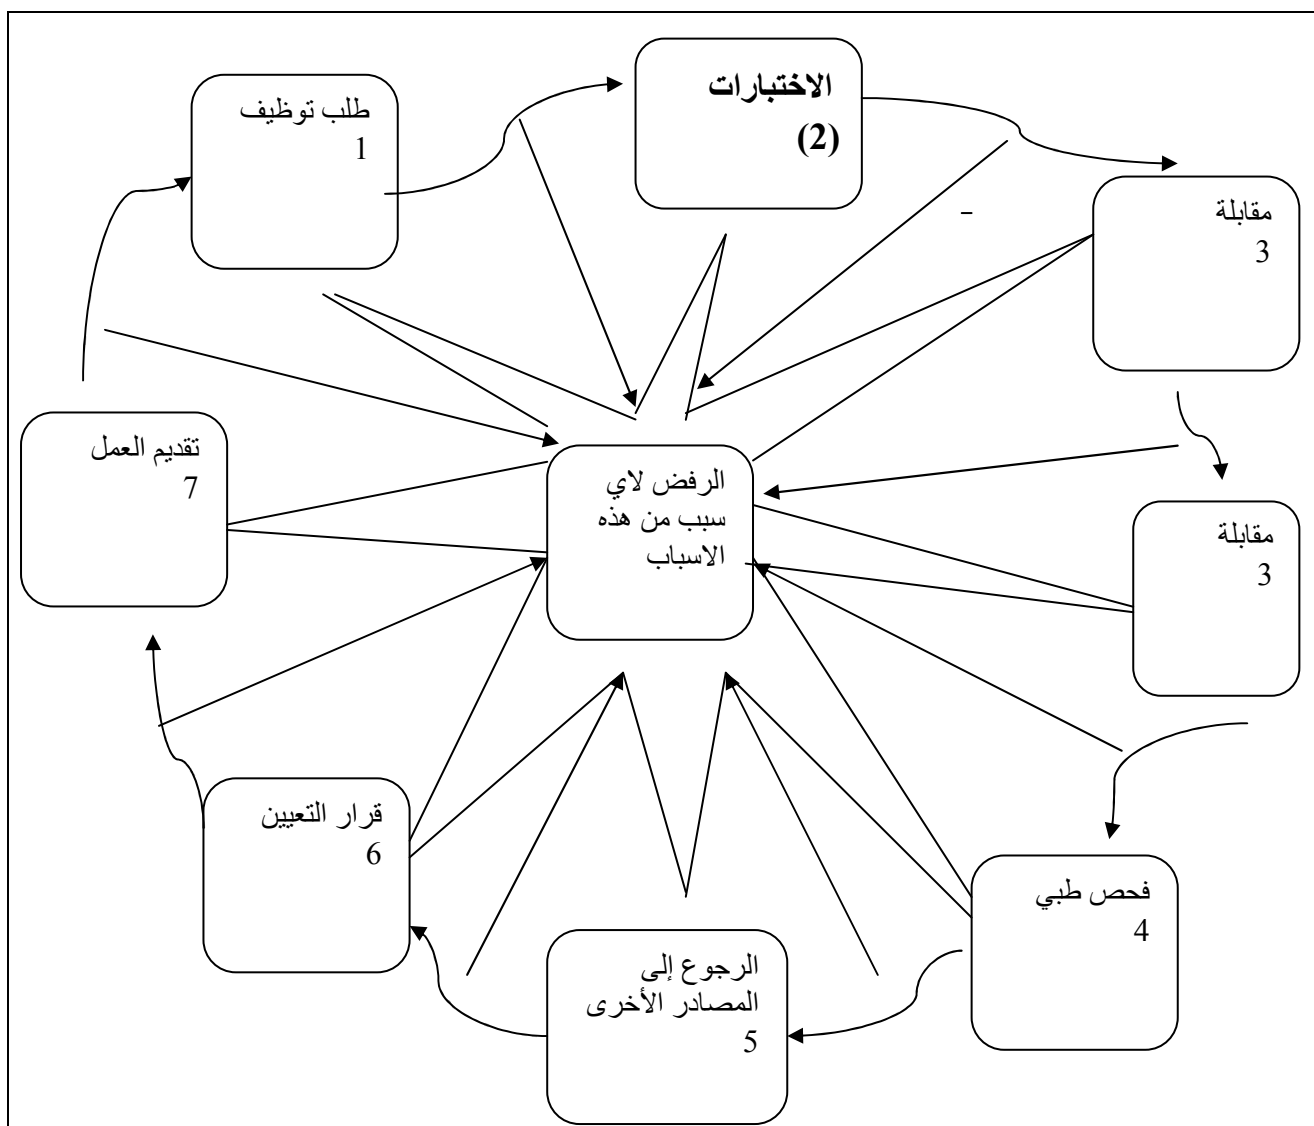 طلب توظيف
1
الاختبارات
(2)
مقابلة
3
مقابلة
3
فحص طبي
4
الرجوع إلى
المصادر الأخرى
5
قرار التعيين
6
تقديم العمل
7
الرفض لاي
سبب من هذه
الاسباب